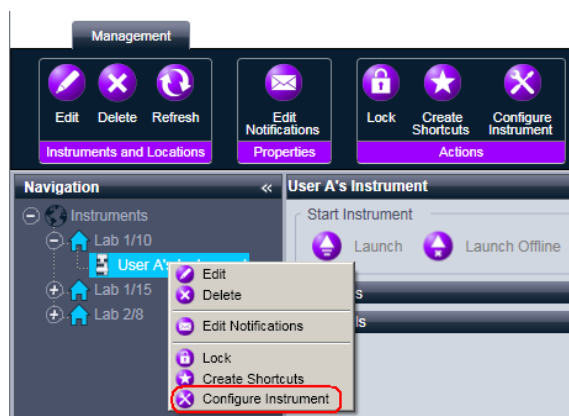 Management
Edit
Delete
Refresh
Edit
Notifications
Lock
Create
Shortcuts
Configure
Instrument
Instruments and Locations
Properties
Actions
Navigation
«
User A's Instrument
Instruments
Lab 1/10
User A's
Lab 1/15
Lab 2/8
Start Instrument
Launch
Launch Offline
Edit
Delete
Edit Notifications
Lock
Create Shortcuts
Configure Instrument